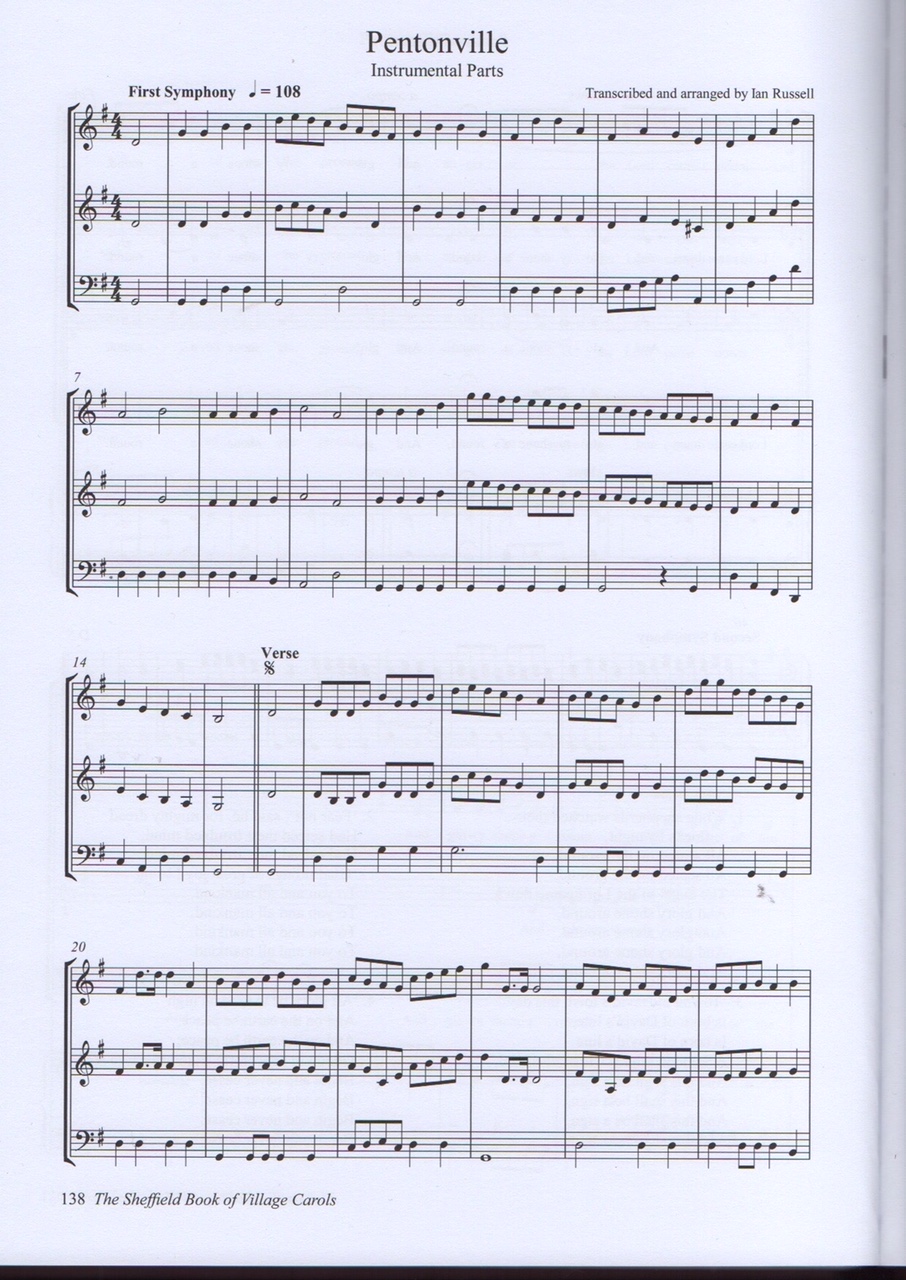 Pentonville
Instrumental Parts
First Symphony ♩ = 108
Transcribed and arranged by Ian Russell
7
14
Verse
20
138 The Sheffield Book of Village Carols